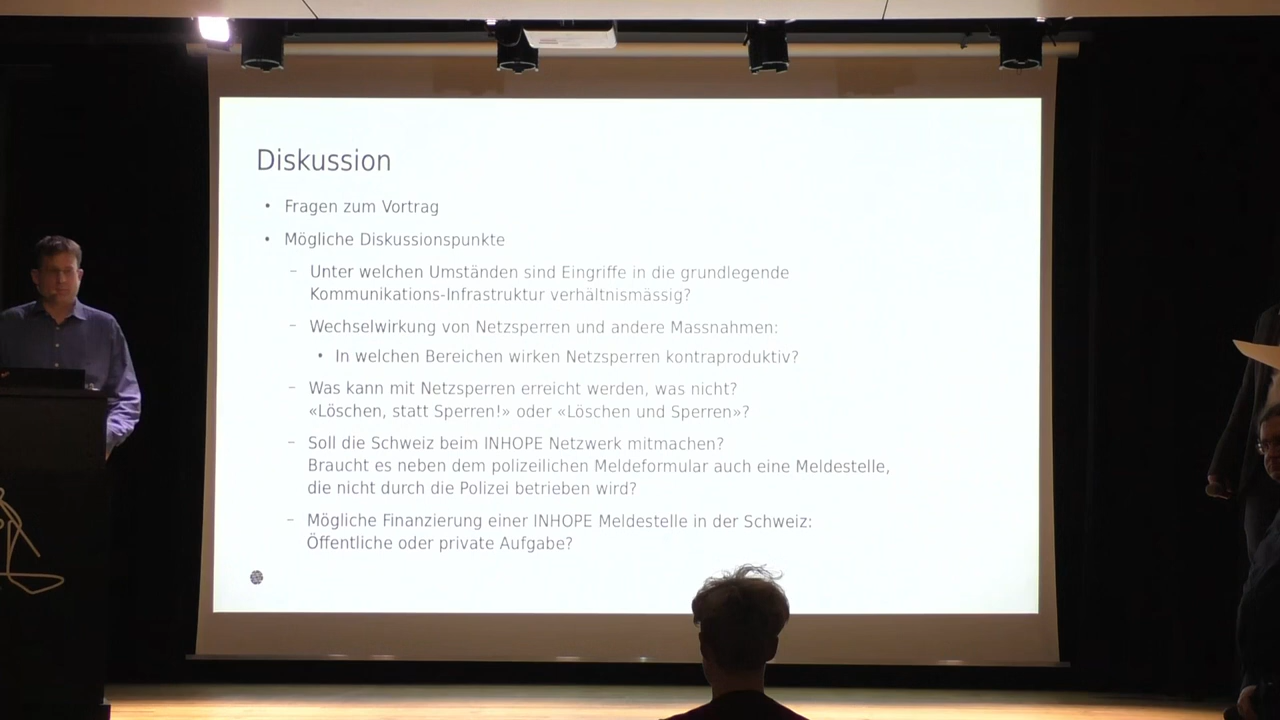 Diskussion
• Fragen zum Vortrag
• Mögliche Diskussionspunkte
– Unter welchen Umständen sind Eingriffe in die grundlegende
Kommunikations-Infrastruktur verhältnismässig?
– Wechselwirkung von Netzsperren und andere Massnahmen:
• In welchen Bereichen wirken Netzsperren kontraproduktiv?
– Was kann mit Netzsperren erreicht werden, was nicht?
«Löschen, statt Sperren!» oder «Löschen und Sperren»?
– Soll die Schweiz beim INHOPE Netzwerk mitmachen?
Braucht es neben dem polizeilichen Meldeformular auch eine Meldestelle,
die nicht durch die Polizei betrieben wird?
– Mögliche Finanzierung einer INHOPE Meldestelle in der Schweiz:
Öffentliche oder private Aufgabe?